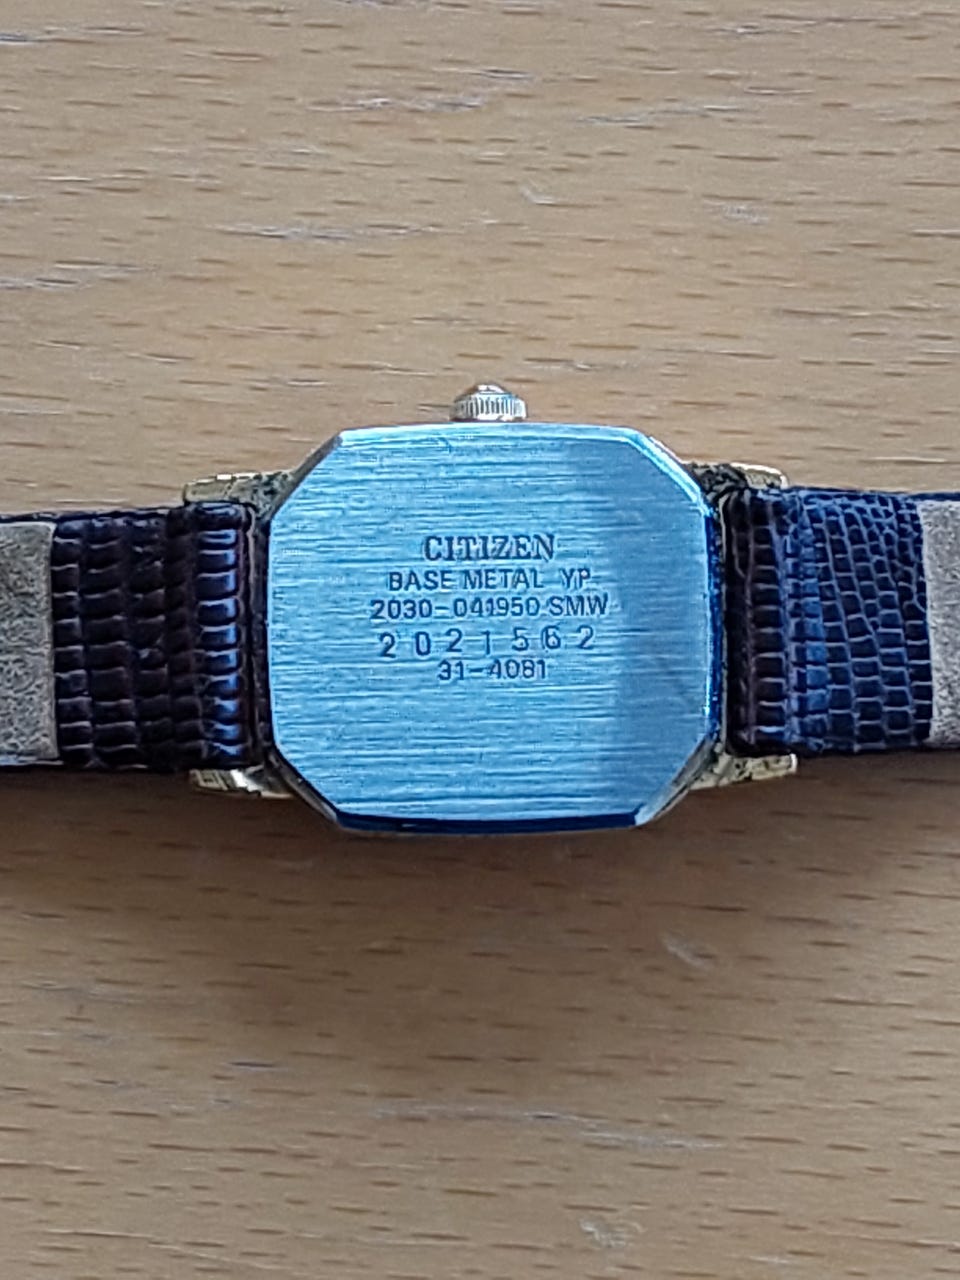 CITIZEN
BASE METAL YP
2030-041950 SMW
2021562
31-4081